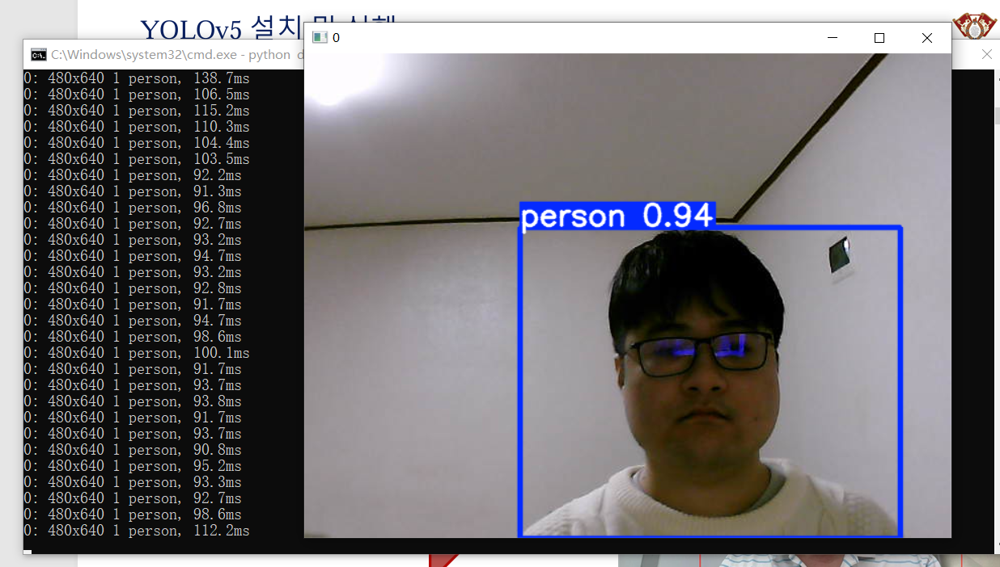 YOLOv5 설치 및 실행
0
C:\Windows\system32\cmd.exe - python d
0: 480x640 1 person, 138.7ms
0: 480x640 1 person, 106.5ms
0: 480x640 1 person, 115.2ms
0: 480x640 1 person, 110.3ms
0: 480x640 1 person, 104.4ms
0: 480x640 1 person, 103.5ms
0: 480x640 1 person, 92.2ms
0: 480x640 1 person, 91.3ms
0: 480x640 1 person, 96.8ms
0: 480x640 1 person, 92.7ms
0: 480x640 1 person, 93.2ms
0: 480x640 1 person, 94.7ms
0: 480x640 1 person, 93.2ms
0: 480x640 1 person, 92.8ms
0: 480x640 1 person, 91.7ms
0: 480x640 1 person, 94.7ms
0: 480x640 1 person, 98.6ms
0: 480x640 1 person, 100.1ms
0: 480x640 1 person, 91.7ms
0: 480x640 1 person, 93.7ms
0: 480x640 1 person, 93.8ms
0: 480x640 1 person, 91.7ms
0: 480x640 1 person, 93.7ms
0: 480x640 1 person, 90.8ms
0: 480x640 1 person, 95.2ms
0: 480x640 1 person, 93.3ms
0: 480x640 1 person, 92.7ms
0: 480x640 1 person, 98.6ms
0: 480x640 1 person, 112.2ms
person 0.94